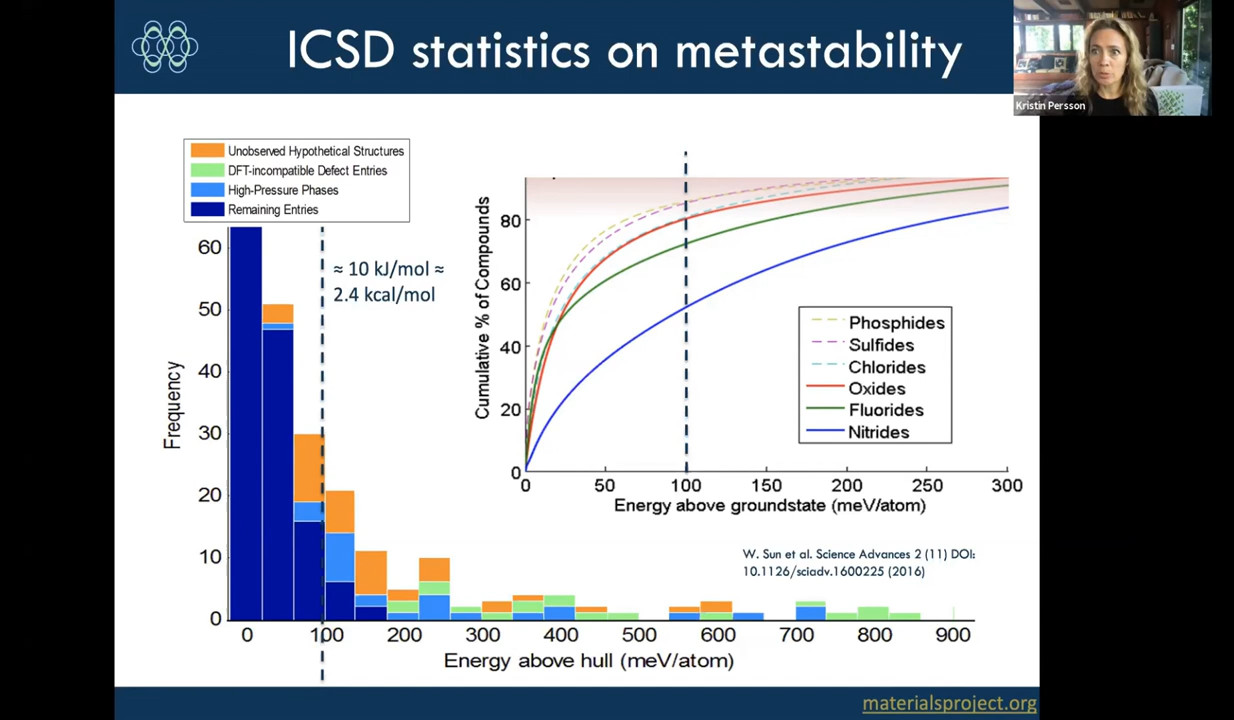 ICSD statistics on metastability
Kristin Persson
Unobserved Hypothetical Structures
DFT-incompatible Defect Entries
High-Pressure Phases
Remaining Entries
≈ 10 kJ/mol ≈
2.4 kcal/mol
Frequency
60
50
40
30
20
10
0
0 100 200 300 400 500 600 700 800 900
Energy above hull (meV/atom)
Cumulative % of Compounds
80
60
40
20
0
0 50 100 150 200 250 300
Energy above groundstate (meV/atom)
Phosphides
Sulfides
Chlorides
Oxides
Fluorides
Nitrides
W. Sun et al. Science Advances 2 (11) DOI:
10.1126/sciadv.1600225 (2016)
materialsproject.org